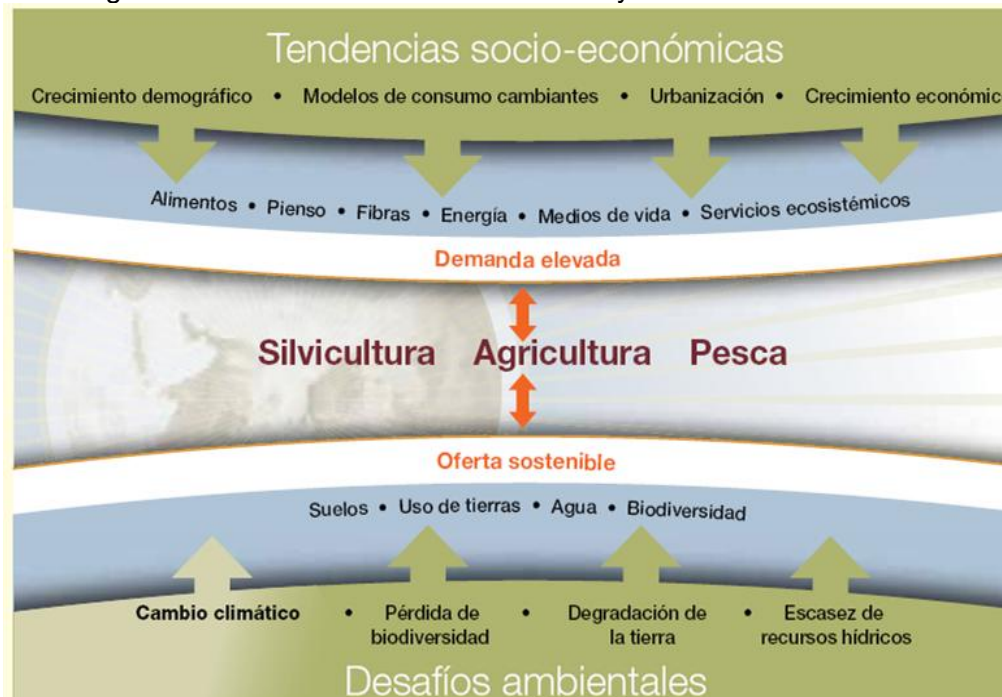 Tendencias socio-económicas
Crecimiento demográfico • Modelos de consumo cambiantes • Urbanización • Crecimiento económic
Alimentos • Pienso • Fibras • Energía • Medios de vida • Servicios ecosistémicos
Demanda elevada
Silvicultura Agricultura Pesca
Oferta sostenible
Suelos • Uso de tierras • Agua • Biodiversidad
Cambio climático • Pérdida de • Degradación de • Escasez de
biodiversidad la tierra recursos hídricos
Desafíos ambientales